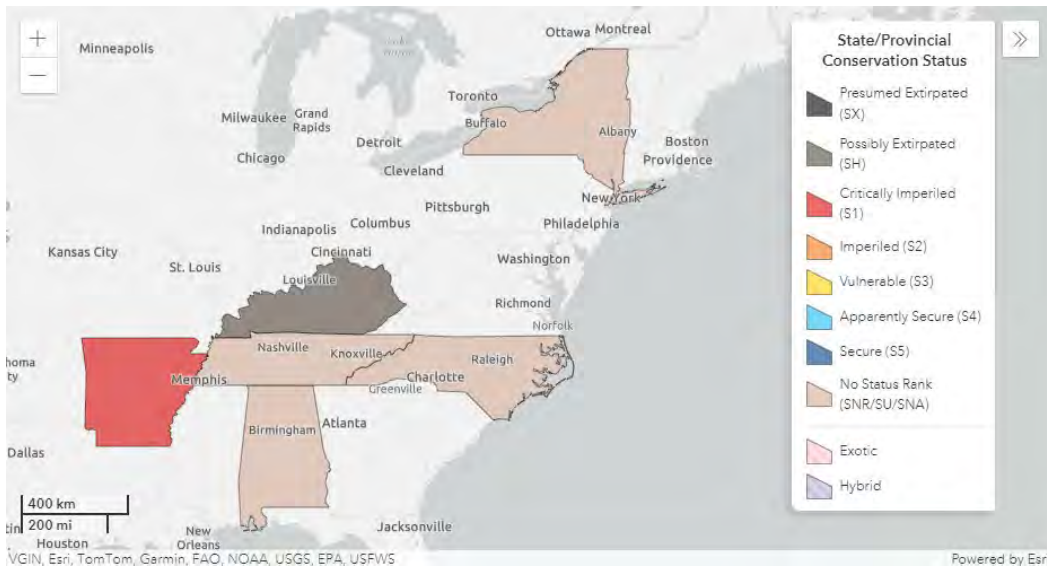 +
−
Minneapolis
Ottawa Montreal
Toronto
Milwaukee
Grand
Rapids
Buffalo
Albany
Detroit
Boston
Chicago
Providence
Cleveland
New York
Pittsburgh
Columbus
Philadelphia
Indianapolis
Kansas City
Cincinnati
St. Louis
Washington
Louisville
Richmond
Norfolk
Nashville
Knoxville
Raleigh
homa
ty
Memphis
Charlotte
Greenville
Birmingham
Atlanta
Dallas
400 km
200 mi
New
Orleans
Jacksonville
Houston
State/Provincial
Conservation Status
Presumed Extirpated
(SX)
Possibly Extirpated
(SH)
Critically Imperiled
(S1)
Imperiled (S2)
Vulnerable (S3)
Apparently Secure (S4)
Secure (S5)
No Status Rank
(SNR/SU/SNA)
Exotic
Hybrid
VGIN, Esri, TomTom, Garmin, FAO, NOAA, USGS, EPA, USFWS
Powered by Esr